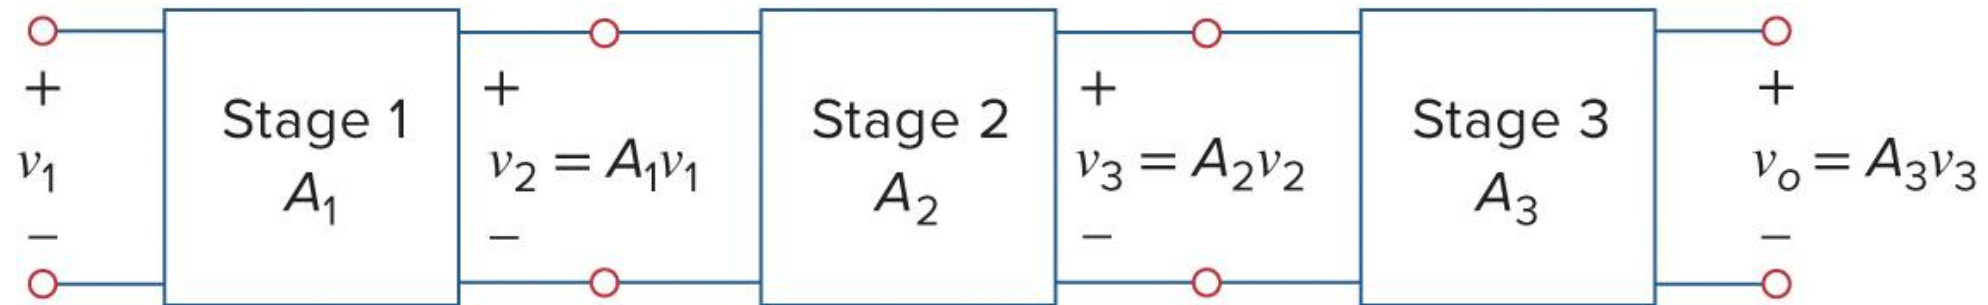 +
v₁
−
Stage 1
A₁
+
v₂ = A₁v₁
−
Stage 2
A₂
+
v₃ = A₂v₂
−
Stage 3
A₃
+
vₒ = A₃v₃
−